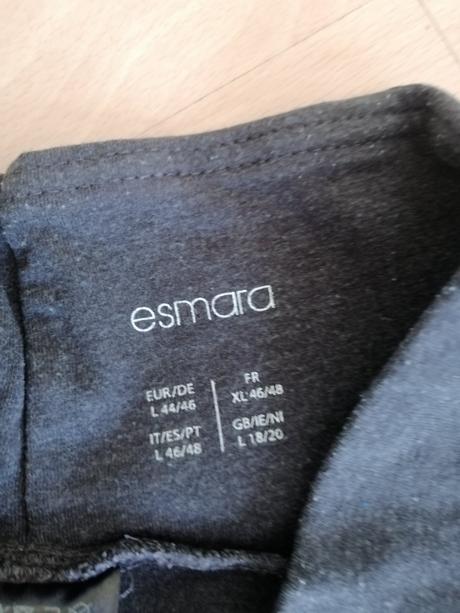 esmara
EUR/DE
L 44/46
IT/ES/PT
L 46/48
FR
XL 46/48
GB/IE/NI
L 18/20